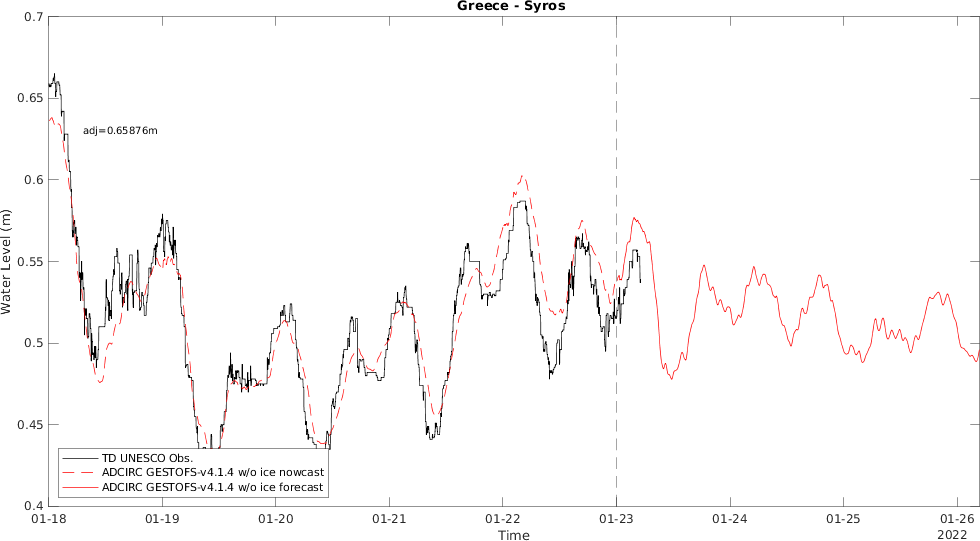 Greece - Syros
0.7
0.65
0.6
0.55
0.5
0.45
0.4
Water Level (m)
adj=0.65876m
TD UNESCO Obs.
ADCIRC GESTOFS-v4.1.4 w/o ice nowcast
ADCIRC GESTOFS-v4.1.4 w/o ice forecast
01-18 01-19 01-20 01-21 01-22 01-23 01-24 01-25 01-26
Time
2022